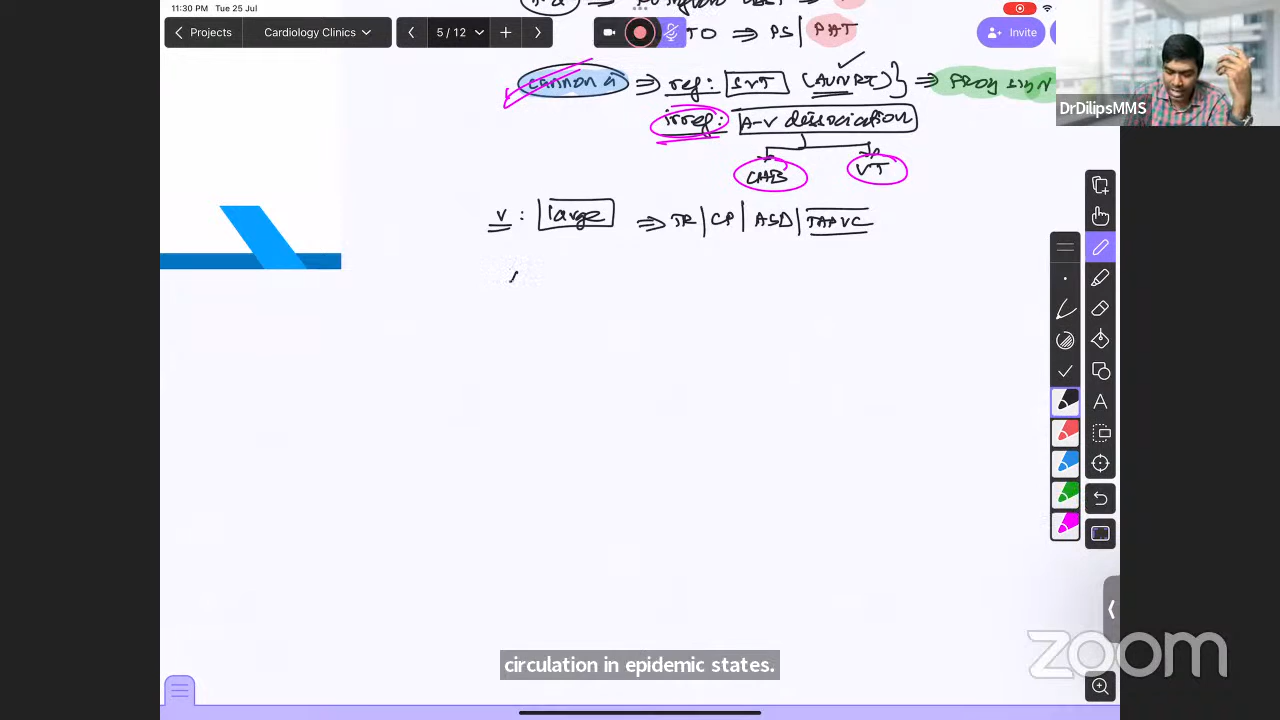 11:30 PM Tue 25 Jul
Projects
Cardiology Clinics
5 / 12
Invite
TO ⇒ PS | PAT
cannon a ⇒ reg: SVT (AVNRT)} ⇒ FROG SIGN
irreg: A-V dissociation
CHB VT
v : large ⇒ TR | CP | ASD | TAPVC
DrDilipsMMS
A
circulation in epidemic states.
zoom